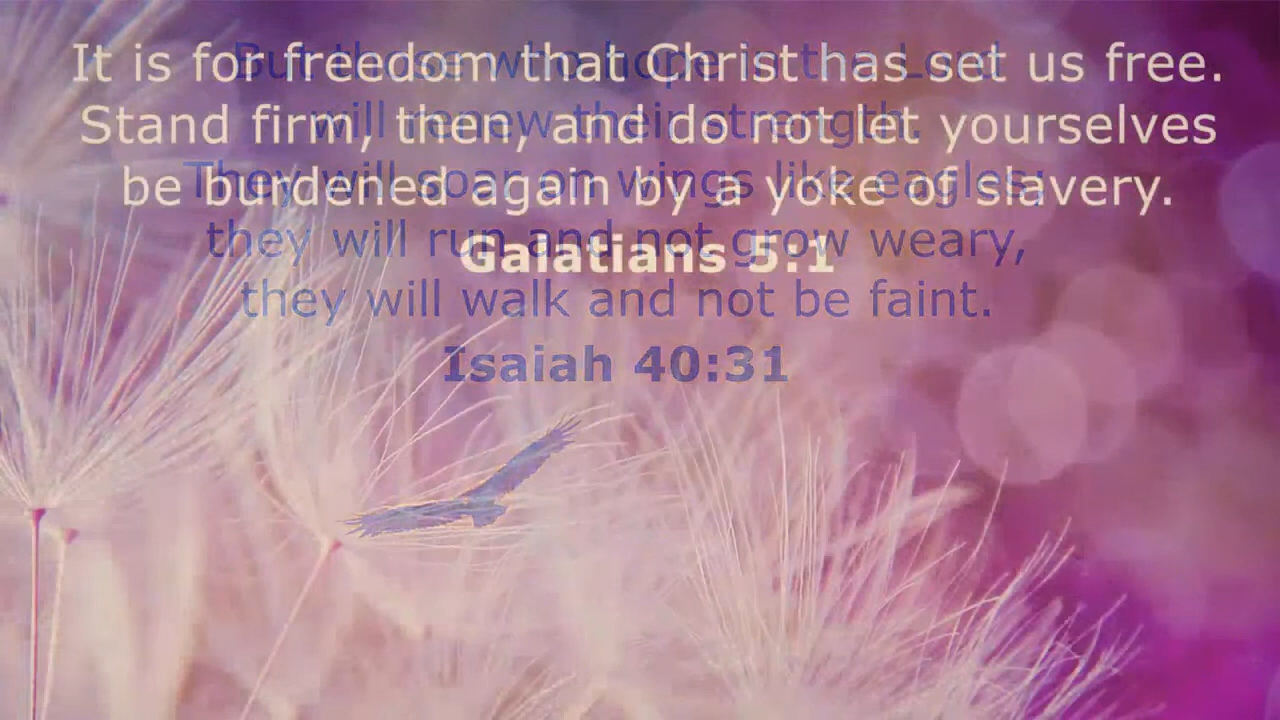 It is for freedom that Christ has set us free.
Stand firm, then, and do not let yourselves
be burdened again by a yoke of slavery.
Galatians 5:1
But those who hope in the Lord
will renew their strength.
They will soar on wings like eagles;
they will run and not grow weary,
they will walk and not be faint.
Isaiah 40:31